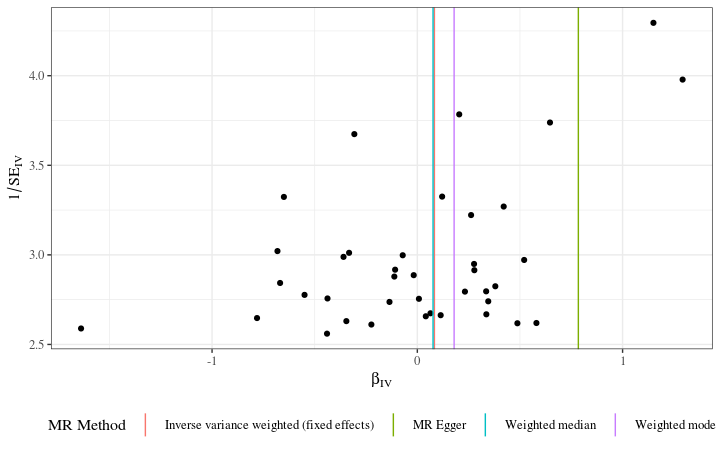 4.0
3.5
3.0
2.5
1/SE_IV
-1 0 1
β_IV
MR Method Inverse variance weighted (fixed effects) MR Egger Weighted median Weighted mode